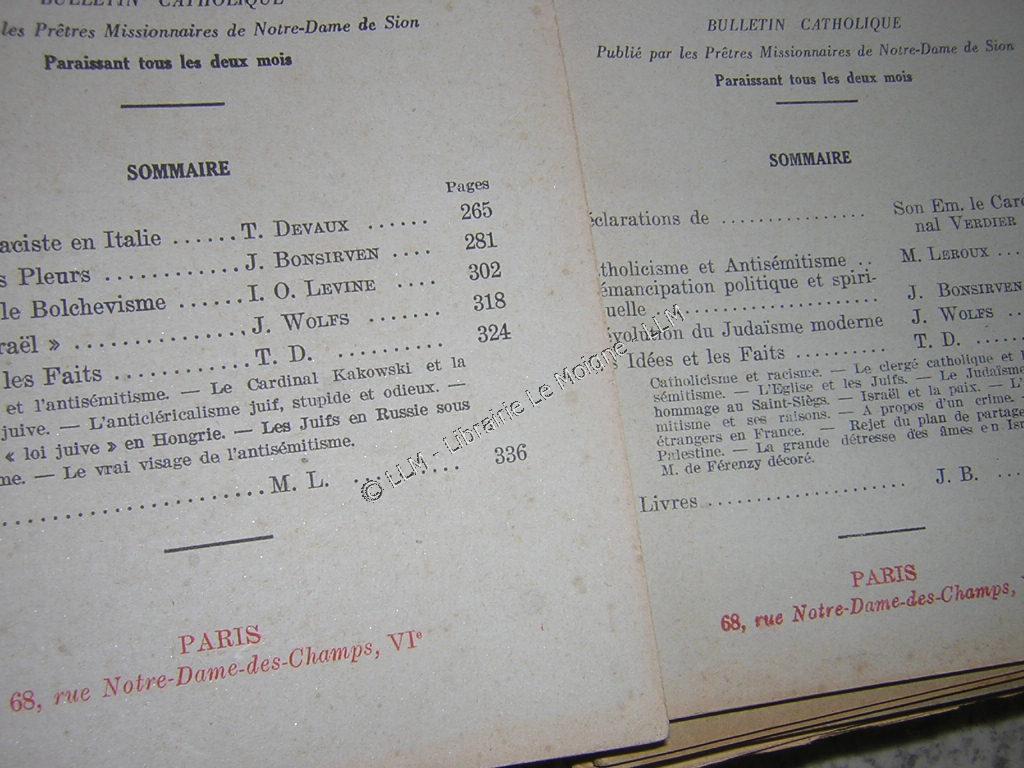 BULLETIN CATHOLIQUE
les Prêtres Missionnaires de Notre-Dame de Sion
Paraissant tous les deux mois
SOMMAIRE
Pages
aciste en Italie ...... T. DEVAUX ..... 265
s Pleurs ............ J. BONSIRVEN .... 281
le Bolchevisme ...... I. O. LEVINE .... 302
raël » ............... J. WOLFS ....... 318
les Faits ............ T. D. ........... 324
et l'antisémitisme. — Le Cardinal Kakowski et la
juive. — L'anticléricalisme juif, stupide et odieux. —
« loi juive » en Hongrie. — Les Juifs en Russie sous
me. — Le vrai visage de l'antisémitisme.
........................ M. L. .......... 336
PARIS
68, rue Notre-Dame-des-Champs, VIe
BULLETIN CATHOLIQUE
Publié par les Prêtres Missionnaires de Notre-Dame de Sion
Paraissant tous les deux mois
SOMMAIRE
éclarations de ................ Son Em. le Card
nal VERDIER
tholicisme et Antisémitisme .. M. LEROUX ...
émancipation politique et spiri-
uelle ........................ J. BONSIRVEN
évolution du Judaïsme moderne J. WOLFS ....
s Idées et les Faits .......... T. D. .......
Catholicisme et racisme. — Le clergé catholique et l
sémitisme. — L'Eglise et les Juifs. — Le Judaïsme
hommage au Saint-Siège. — Israël et la paix. — L'
mitisme et ses raisons. — A propos d'un crime. —
étrangers en France. — Rejet du plan de partage
Palestine. — La grande détresse des âmes en Isr
M. de Férenzy décoré.
Livres ...................... J. B. ....
PARIS
68, rue Notre-Dame-des-Champs,
© LLM - Librairie Le Moigne LLM